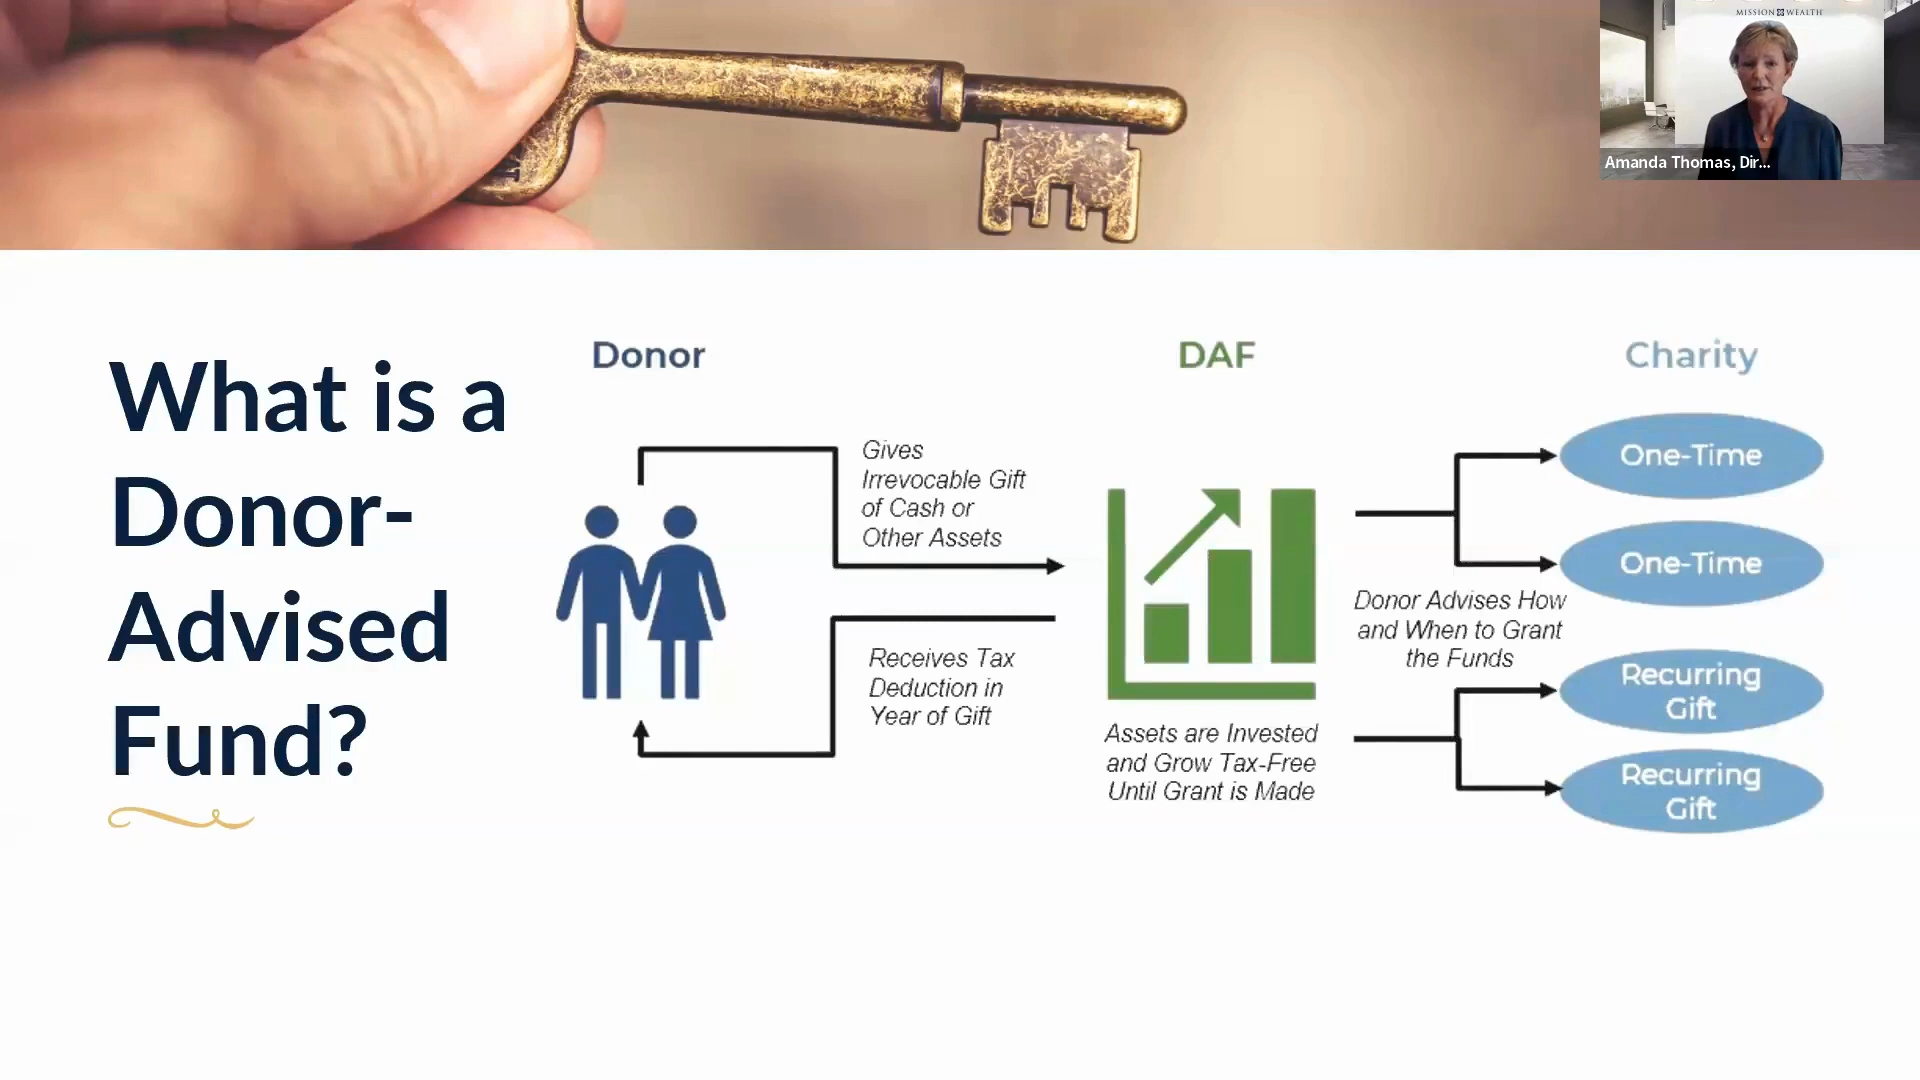 MISSION WEALTH
Amanda Thomas, Dir...
What is a
Donor-
Advised
Fund?
Donor
Gives
Irrevocable Gift
of Cash or
Other Assets
Receives Tax
Deduction in
Year of Gift
DAF
Assets are Invested
and Grow Tax-Free
Until Grant is Made
Charity
One-Time
One-Time
Donor Advises How
and When to Grant
the Funds
Recurring
Gift
Recurring
Gift